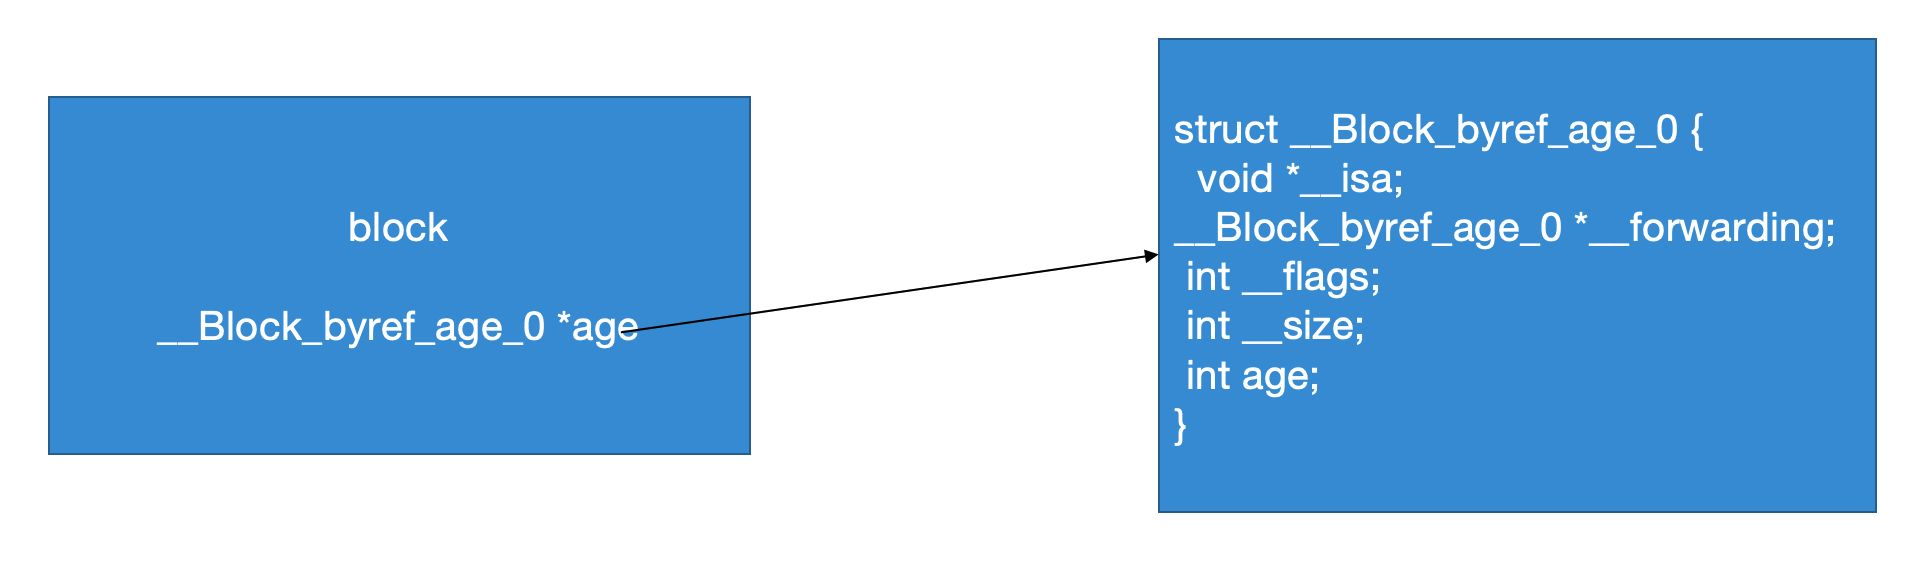 block
__Block_byref_age_0 *age
struct __Block_byref_age_0 {
void *__isa;
__Block_byref_age_0 *__forwarding;
int __flags;
int __size;
int age;
}